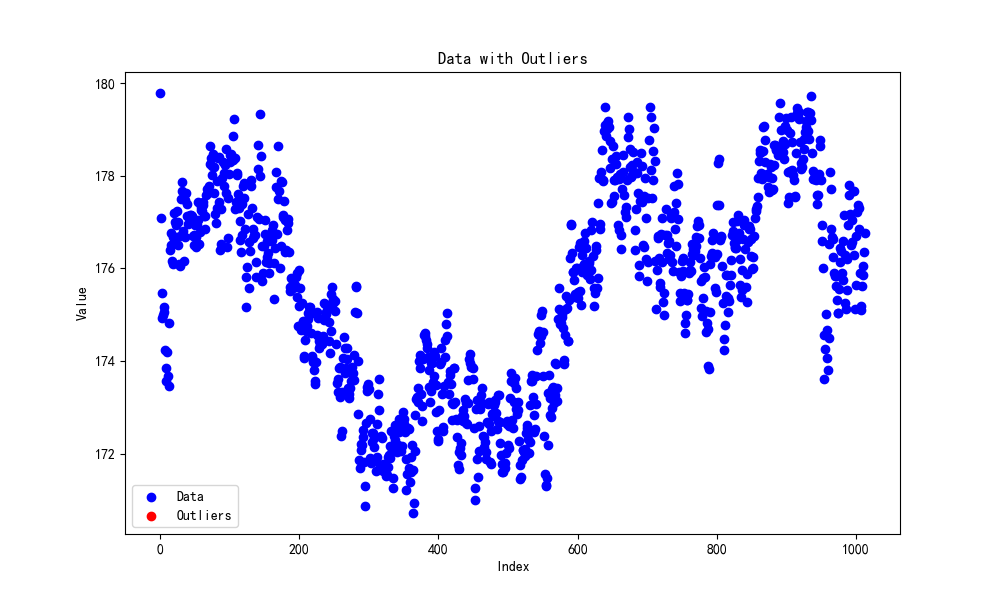 Data with Outliers
180
178
176
174
172
Value
0
200
400
600
800
1000
Index
Data
Outliers